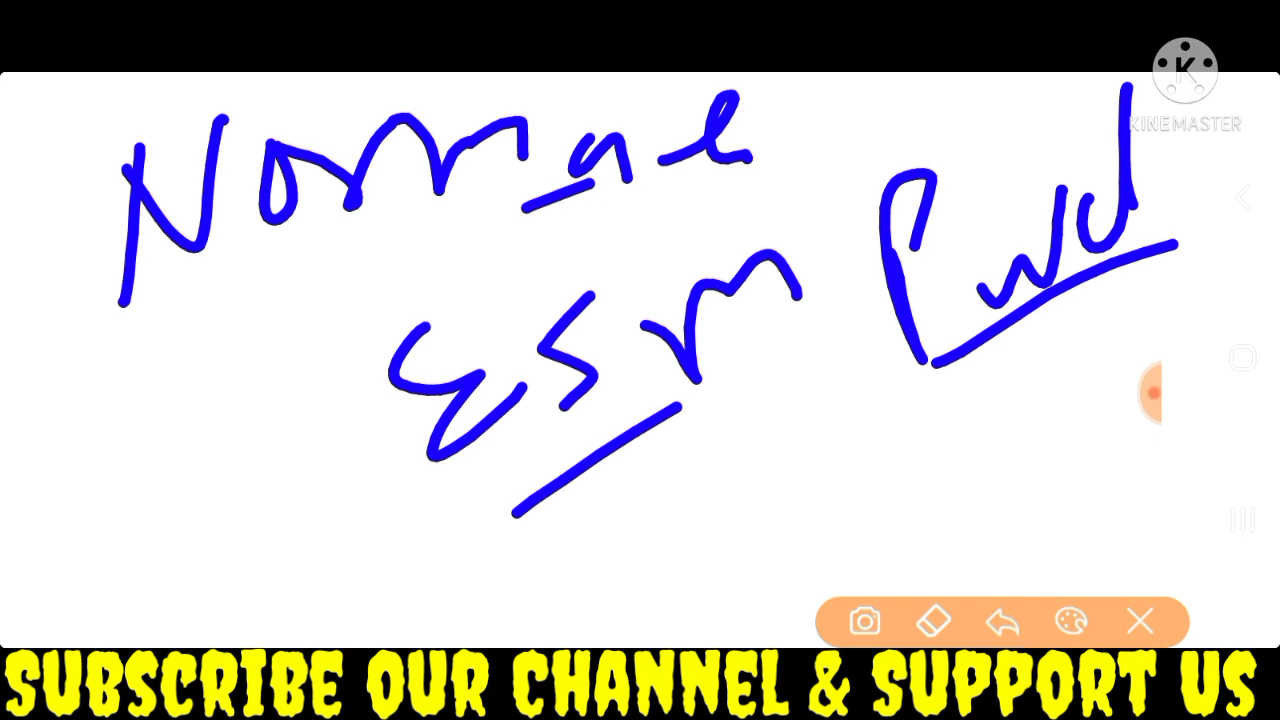 KINEMASTER
Normal
Pwd
ESM
SUBSCRIBE OUR CHANNEL & SUPPORT US